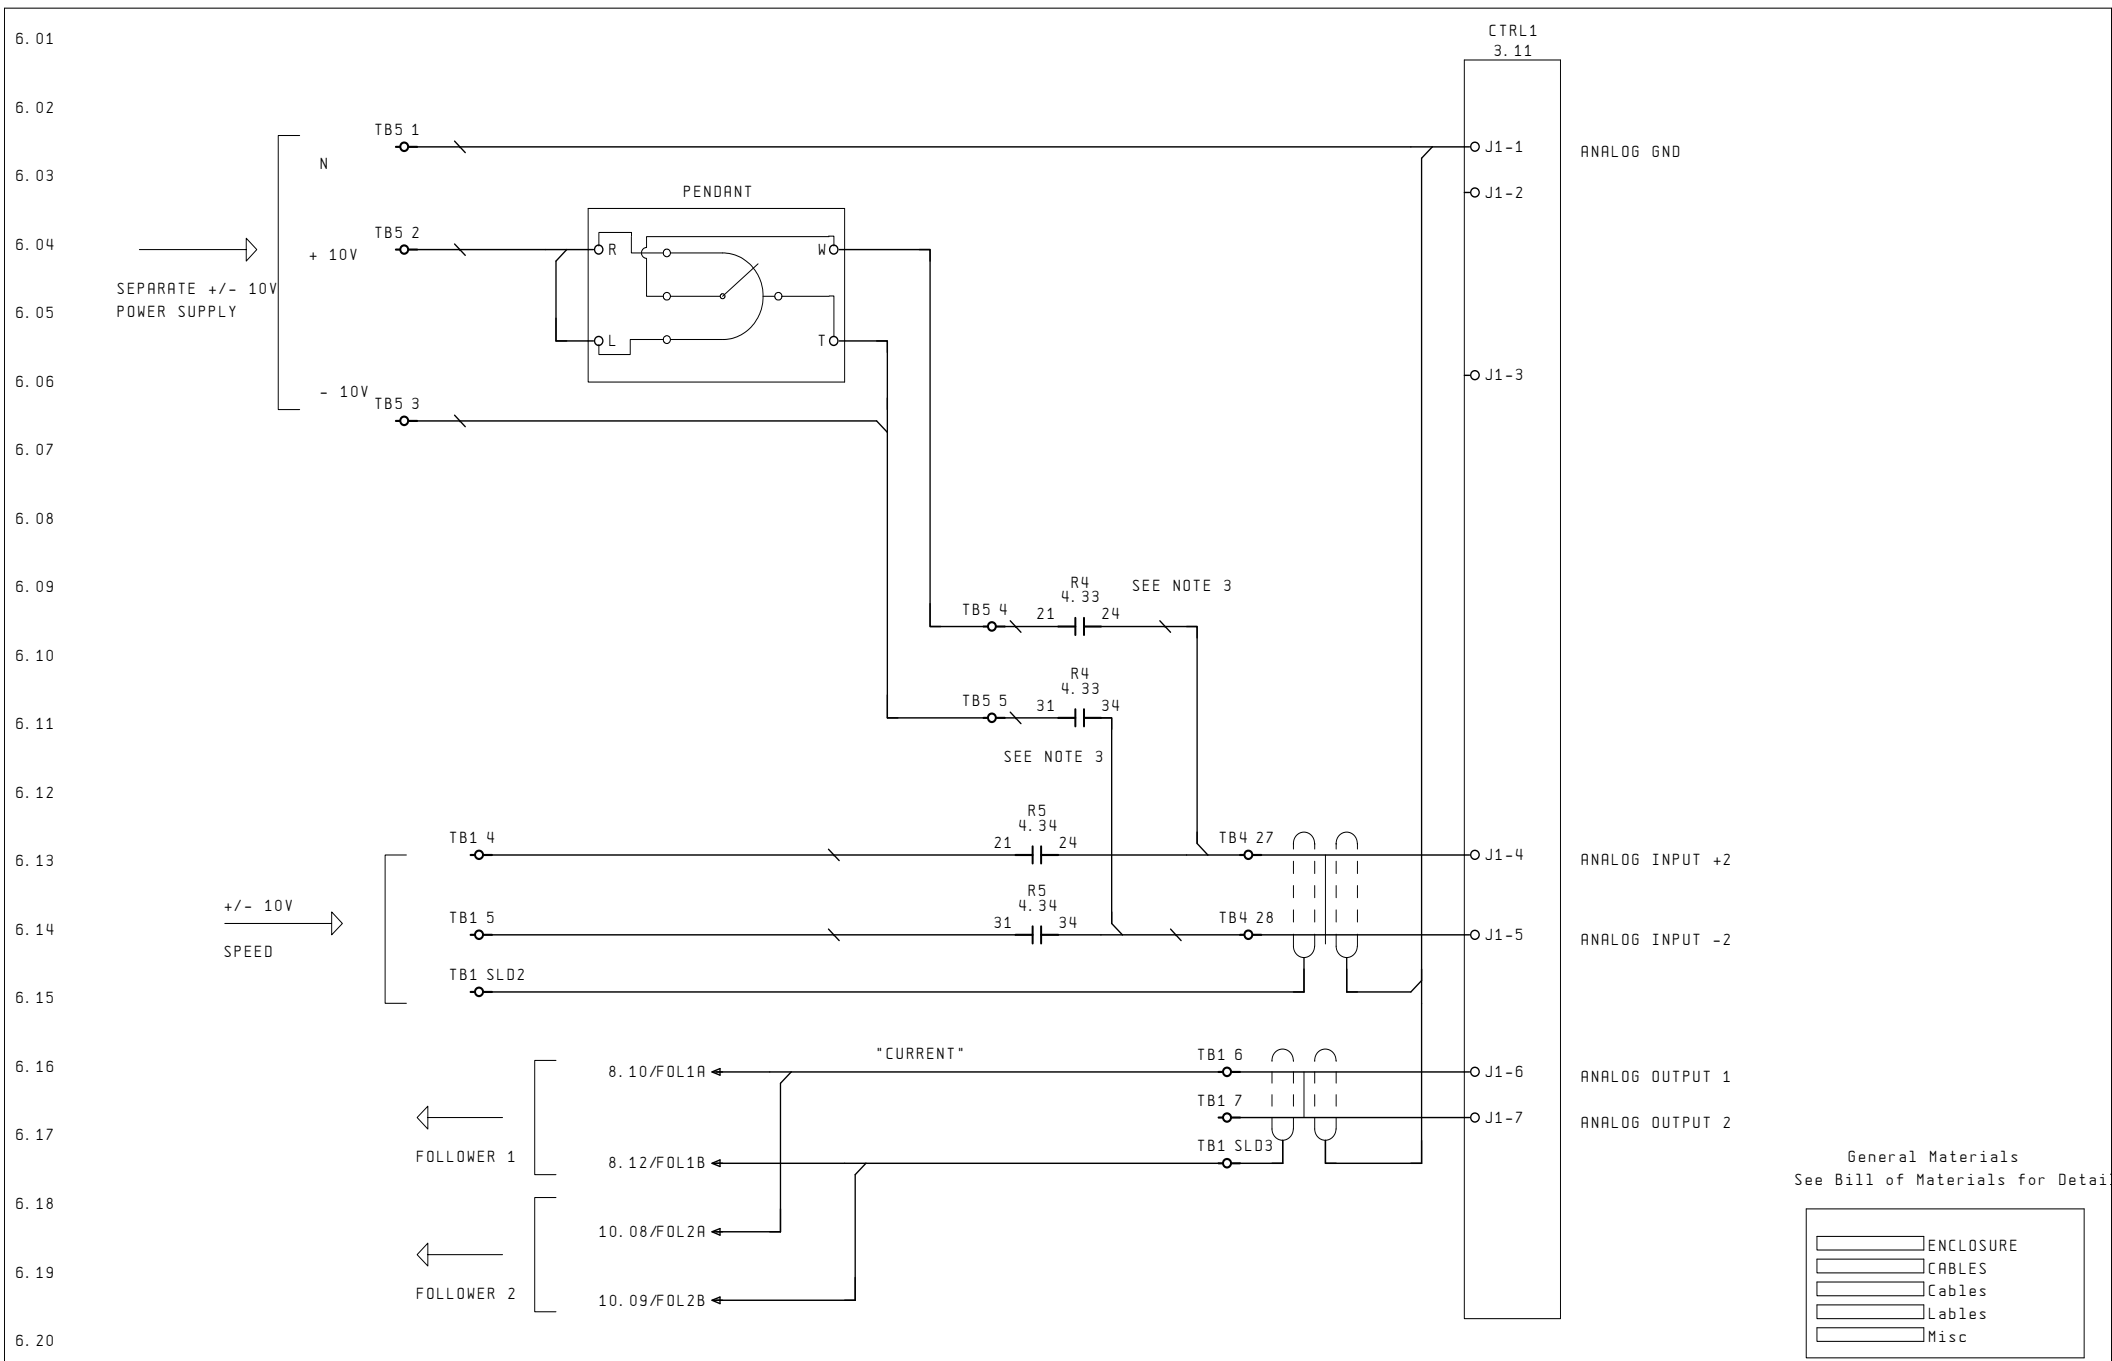 6.01
CTRL1
3.11
6.02
TB5 1
N
J1-1
ANALOG GND
6.03
PENDANT
J1-2
6.04
TB5 2
+ 10V
R
W
SEPARATE +/- 10V
POWER SUPPLY
6.05
L
T
6.06
- 10V
TB5 3
J1-3
6.07
6.08
6.09
R4
4.33
SEE NOTE 3
TB5 4
21
24
6.10
R4
4.33
TB5 5
31
34
6.11
SEE NOTE 3
6.12
R5
4.34
TB1 4
21
24
TB4 27
6.13
J1-4
ANALOG INPUT +2
R5
4.34
+/- 10V
TB1 5
31
34
TB4 28
6.14
J1-5
ANALOG INPUT -2
SPEED
TB1 SLD2
6.15
"CURRENT"
TB1 6
6.16
8.10/FOL1A
J1-6
ANALOG OUTPUT 1
TB1 7
J1-7
ANALOG OUTPUT 2
6.17
FOLLOWER 1
8.12/FOL1B
TB1 SLD3
General Materials
See Bill of Materials for Detai
6.18
10.08/FOL2A
ENCLOSURE
6.19
CABLES
FOLLOWER 2
10.09/FOL2B
Cables
Lables
6.20
Misc